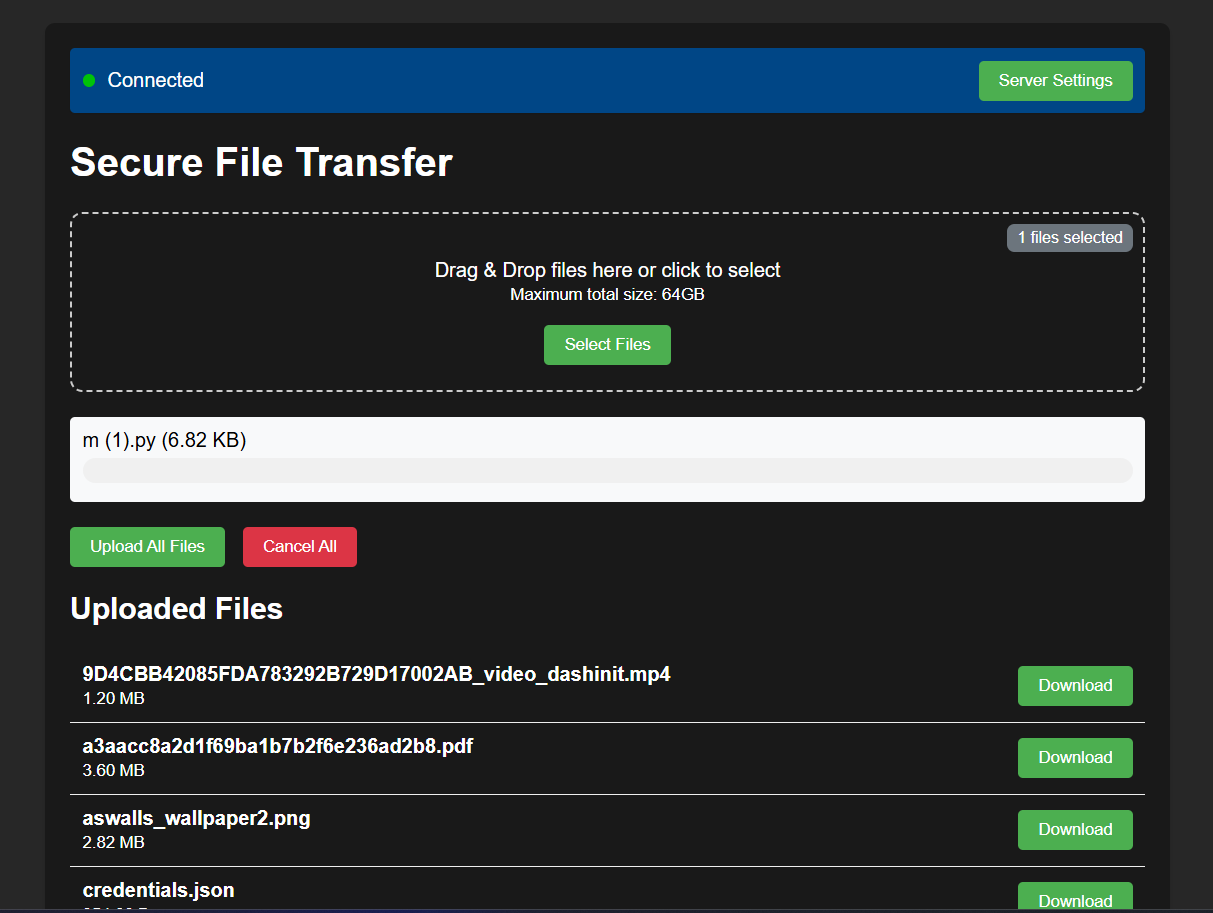 Connected
Server Settings
Secure File Transfer
1 files selected
Drag & Drop files here or click to select
Maximum total size: 64GB
Select Files
m (1).py (6.82 KB)
Upload All Files
Cancel All
Uploaded Files
9D4CBB42085FDA783292B729D17002AB_video_dashinit.mp4
1.20 MB
Download
a3aacc8a2d1f69ba1b7b2f6e236ad2b8.pdf
3.60 MB
Download
aswalls_wallpaper2.png
2.82 MB
Download
credentials.json
Download